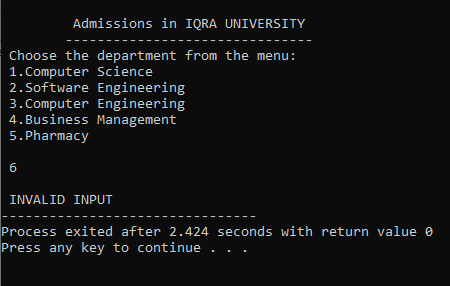 Admissions in IQRA UNIVERSITY
-------------------------------
Choose the department from the menu:
1.Computer Science
2.Software Engineering
3.Computer Engineering
4.Business Management
5.Pharmacy
6
INVALID INPUT
--------------------------------
Process exited after 2.424 seconds with return value 0
Press any key to continue . . .